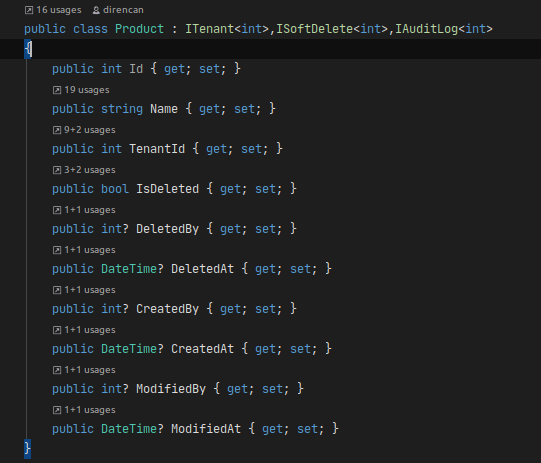 16 usages direncan
public class Product : ITenant<int>,ISoftDelete<int>,IAuditLog<int>
{
public int Id { get; set; }
19 usages
public string Name { get; set; }
9+2 usages
public int TenantId { get; set; }
3+2 usages
public bool IsDeleted { get; set; }
1+1 usages
public int? DeletedBy { get; set; }
1+1 usages
public DateTime? DeletedAt { get; set; }
1+1 usages
public int? CreatedBy { get; set; }
1+1 usages
public DateTime? CreatedAt { get; set; }
1+1 usages
public int? ModifiedBy { get; set; }
1+1 usages
public DateTime? ModifiedAt { get; set; }
}